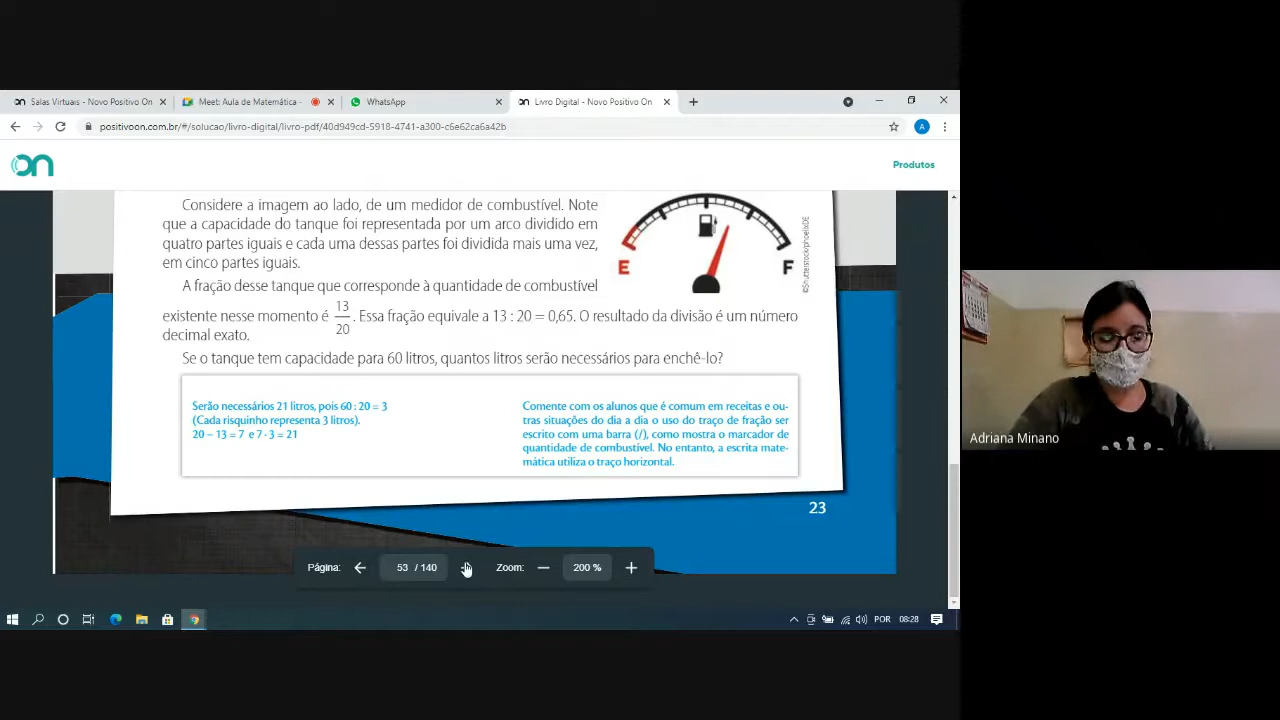 Salas Virtuais - Novo Positivo On
Meet: Aula de Matemática -
WhatsApp
Livro Digital - Novo Positivo On
positivoon.com.br/#/solucao/livro-digital/livro-pdf/40d949cd-5918-4741-a300-c6e62ca6a42b
A
on
Produtos
Considere a imagem ao lado, de um medidor de combustível. Note
que a capacidade do tanque foi representada por um arco dividido em
quatro partes iguais e cada uma dessas partes foi dividida mais uma vez,
em cinco partes iguais.
E
F
©Shutterstock/phoelixDE
A fração desse tanque que corresponde à quantidade de combustível
existente nesse momento é 13/20. Essa fração equivale a 13 : 20 = 0,65. O resultado da divisão é um número
decimal exato.
Se o tanque tem capacidade para 60 litros, quantos litros serão necessários para enchê-lo?
Serão necessários 21 litros, pois 60 : 20 = 3
(Cada risquinho representa 3 litros).
20 – 13 = 7 e 7 · 3 = 21
Comente com os alunos que é comum em receitas e ou-
tras situações do dia a dia o uso do traço de fração ser
escrito com uma barra (/), como mostra o marcador de
quantidade de combustível. No entanto, a escrita mate-
mática utiliza o traço horizontal.
23
Página: 53 / 140 Zoom: 200 %
POR 08:28
Adriana Minano